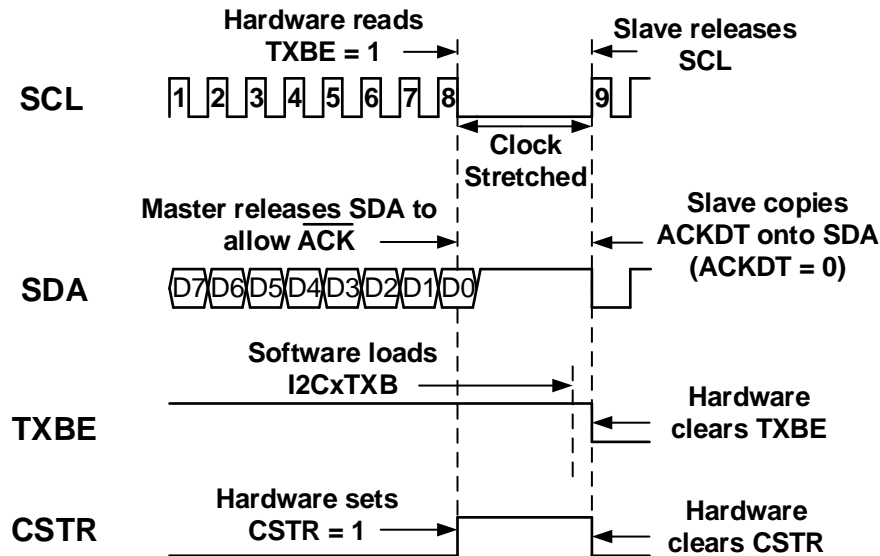 Hardware reads
TXBE = 1
Slave releases
SCL
SCL
1 2 3 4 5 6 7 8 9
Clock
Stretched
Master releases SDA to
allow A̅C̅K̅
Slave copies
ACKDT onto SDA
(ACKDT = 0)
SDA
D7 D6 D5 D4 D3 D2 D1 D0
Software loads
I2CxTXB
TXBE
Hardware
clears TXBE
Hardware sets
CSTR = 1
CSTR
Hardware
clears CSTR